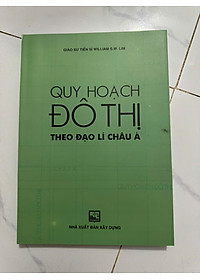 GIÁO SƯ TIẾN SĨ WILLIAM S.W. LIM
QUY HOẠCH
ĐÔ THỊ
THEO ĐẠO LÍ CHÂU Á
NHÀ XUẤT BẢN XÂY DỰNG